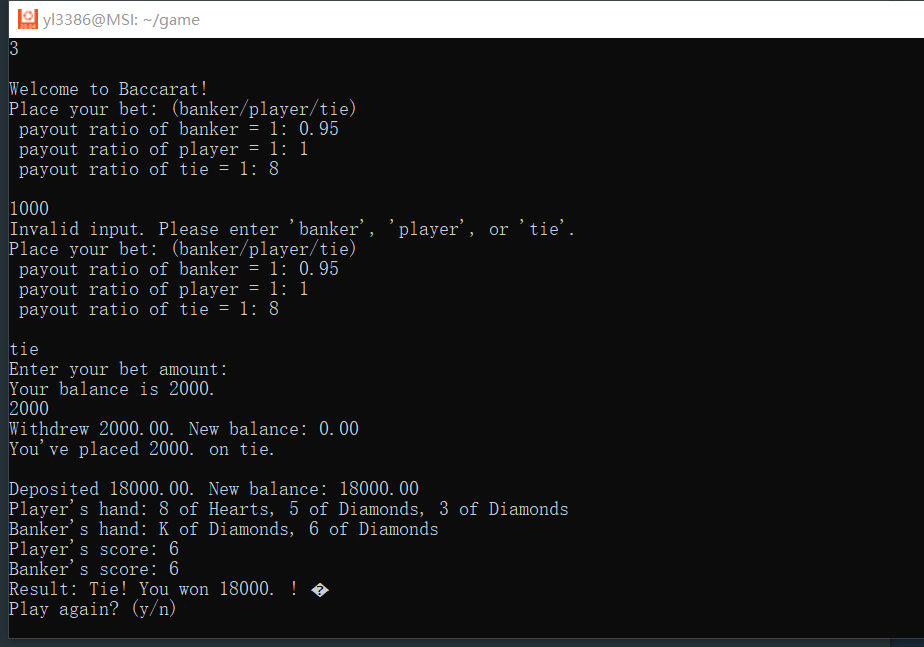 yl3386@MSI: ~/game
3
Welcome to Baccarat!
Place your bet: (banker/player/tie)
payout ratio of banker = 1: 0.95
payout ratio of player = 1: 1
payout ratio of tie = 1: 8
1000
Invalid input. Please enter 'banker', 'player', or 'tie'.
Place your bet: (banker/player/tie)
payout ratio of banker = 1: 0.95
payout ratio of player = 1: 1
payout ratio of tie = 1: 8
tie
Enter your bet amount:
Your balance is 2000.
2000
Withdrew 2000.00. New balance: 0.00
You've placed 2000. on tie.
Deposited 18000.00. New balance: 18000.00
Player's hand: 8 of Hearts, 5 of Diamonds, 3 of Diamonds
Banker's hand: K of Diamonds, 6 of Diamonds
Player's score: 6
Banker's score: 6
Result: Tie! You won 18000. ! �
Play again? (y/n)